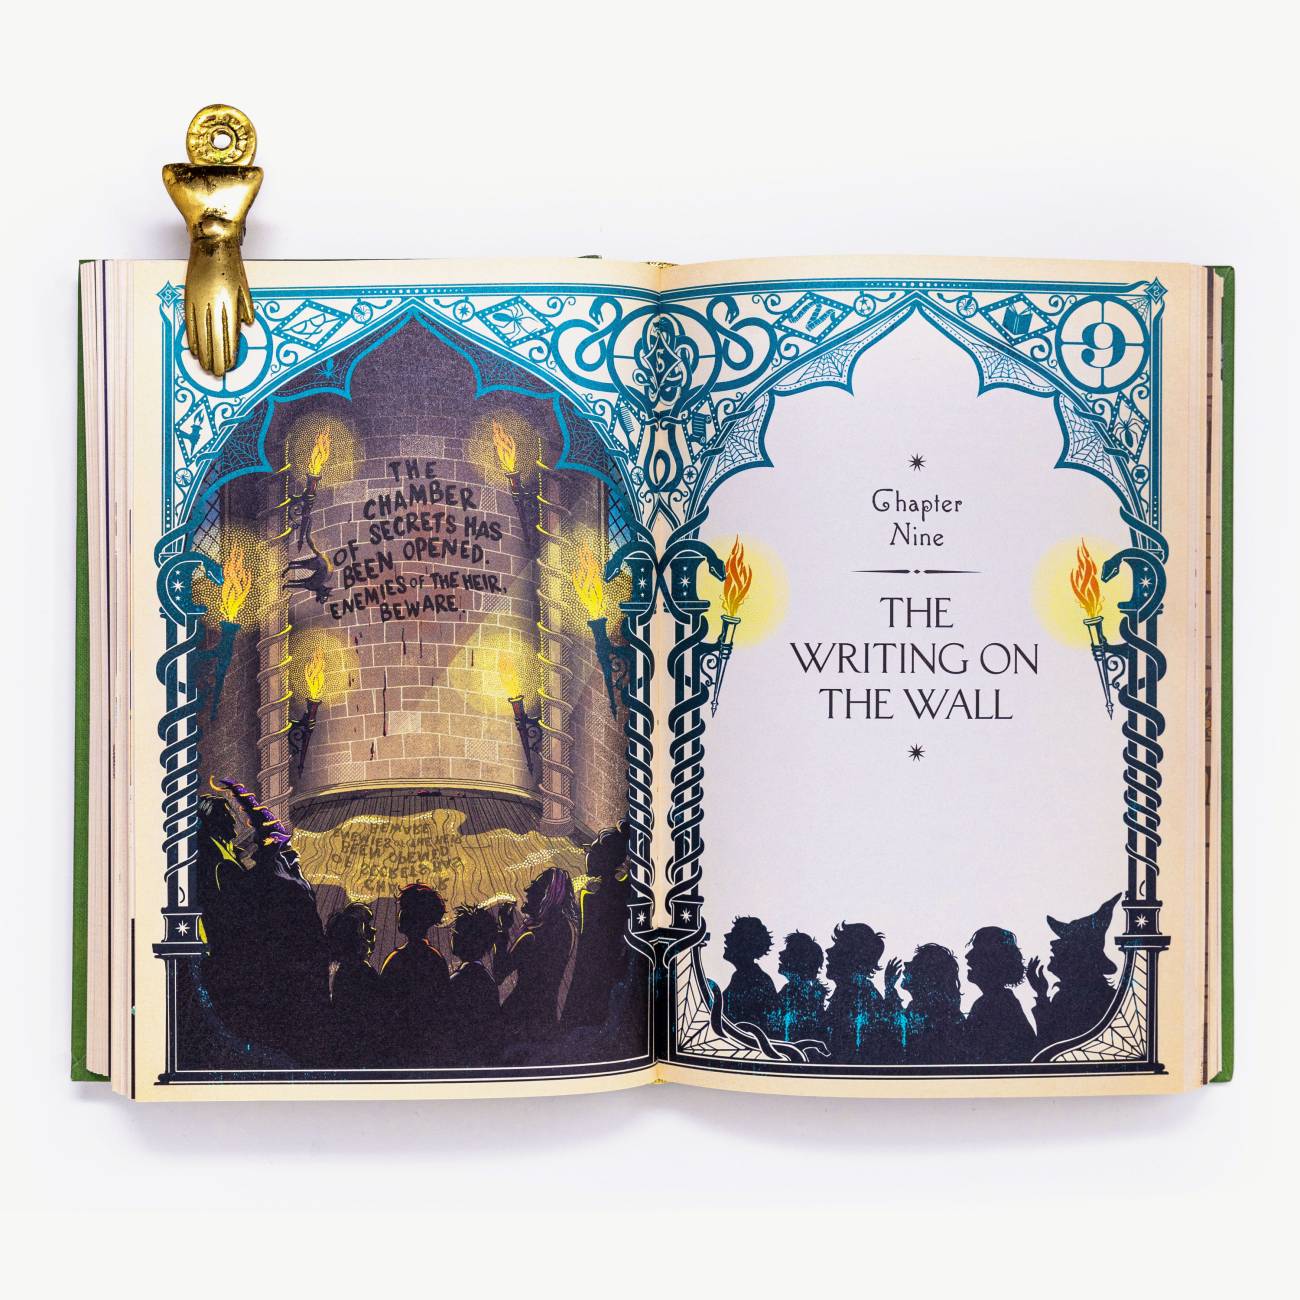 THE
CHAMBER
OF SECRETS HAS
BEEN OPENED.
ENEMIES OF THE HEIR,
BEWARE.
9
Chapter
Nine
THE
WRITING ON
THE WALL